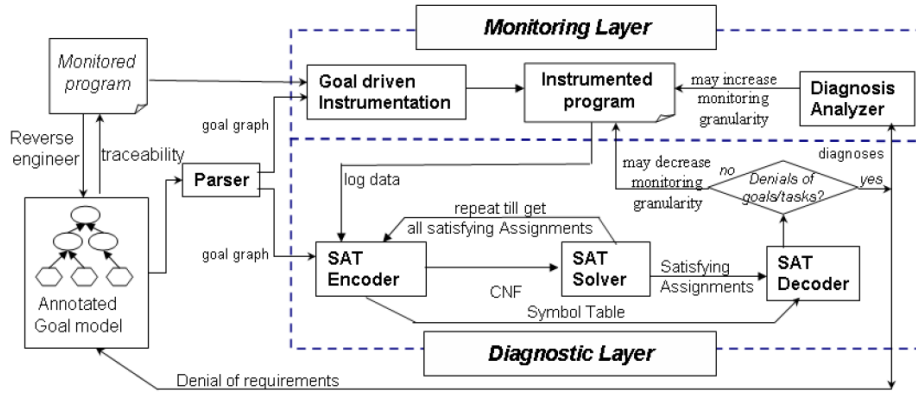 Monitoring Layer
Monitored
program
Goal driven
Instrumentation
Instrumented
program
may increase
monitoring
granularity
Diagnosis
Analyzer
goal graph
Reverse
engineer
traceability
Parser
log data
may decrease
monitoring
granularity
no
Denials of
goals/tasks?
yes
diagnoses
repeat till get
all satisfying Assignments
goal graph
SAT
Encoder
CNF
SAT
Solver
Satisfying
Assignments
SAT
Decoder
Symbol Table
Annotated
Goal model
Diagnostic Layer
Denial of requirements